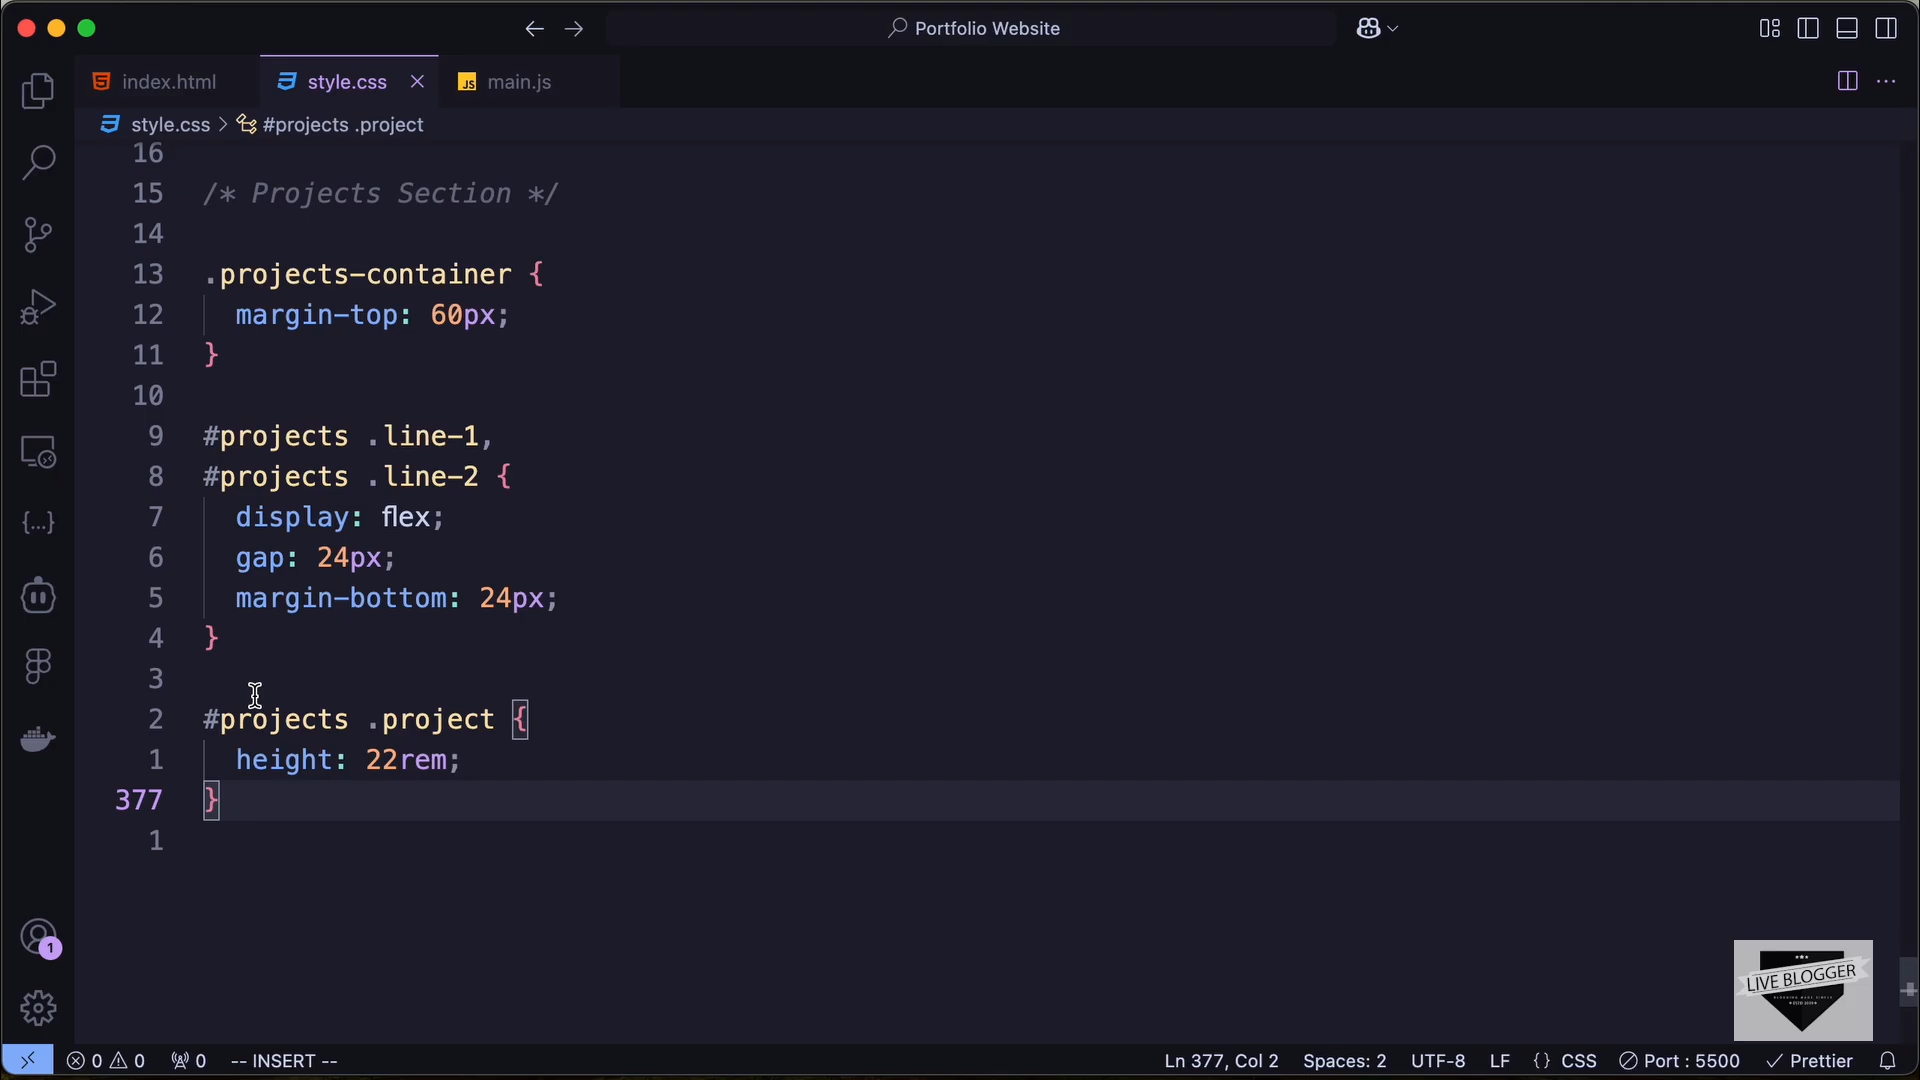 Portfolio Website
index.html
style.css
main.js
style.css > #projects .project
16
15 /* Projects Section */
14
13 .projects-container {
12 margin-top: 60px;
11 }
10
9 #projects .line-1,
8 #projects .line-2 {
7 display: flex;
6 gap: 24px;
5 margin-bottom: 24px;
4 }
3
2 #projects .project {
1 height: 22rem;
377 }
1
1
LIVE BLOGGER
0 0 0 -- INSERT -- Ln 377, Col 2 Spaces: 2 UTF-8 LF {} CSS Port : 5500 Prettier